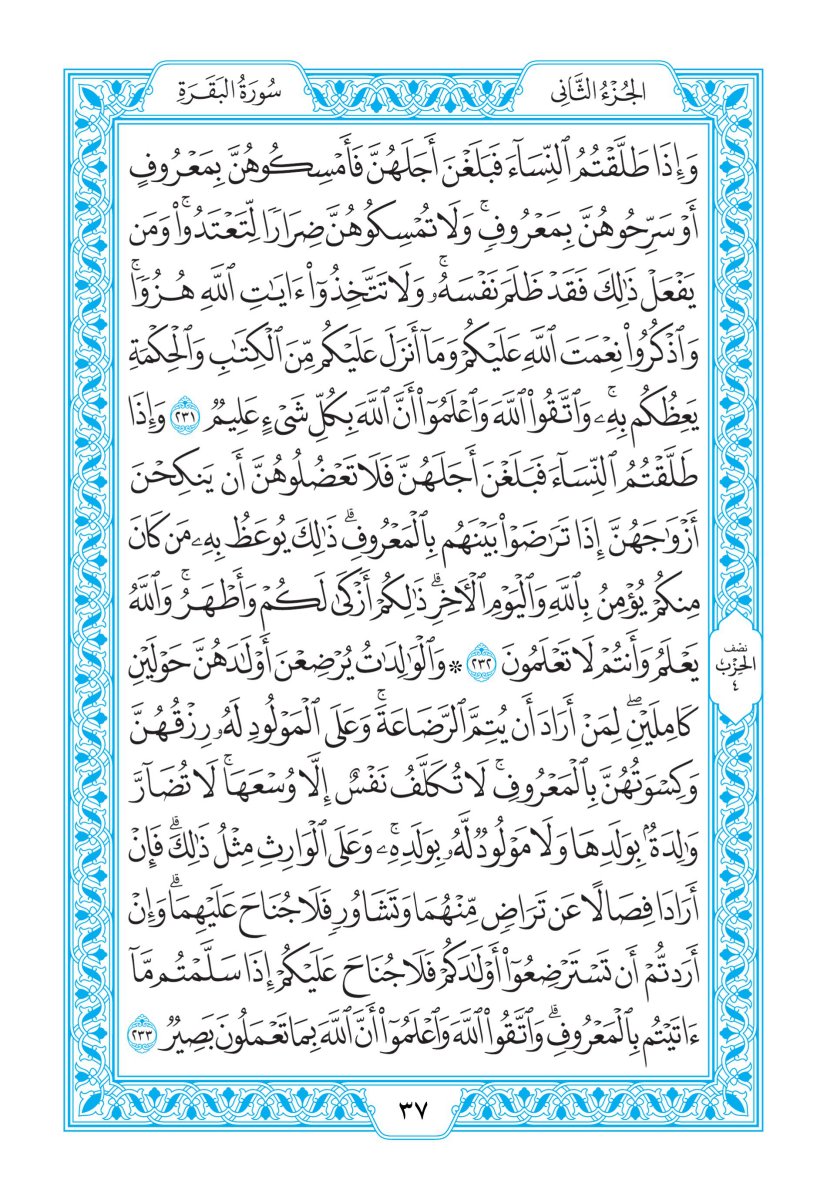 الجُزْءُ الثَّانِي
سُورَةُ البَقَرَةِ
وَإِذَا طَلَّقْتُمُ ٱلنِّسَآءَ فَبَلَغْنَ أَجَلَهُنَّ فَأَمْسِكُوهُنَّ بِمَعْرُوفٍ
أَوْ سَرِّحُوهُنَّ بِمَعْرُوفٖۚ وَلَا تُمْسِكُوهُنَّ ضِرَارٗا لِّتَعْتَدُواْۚ وَمَن
يَفْعَلْ ذَٰلِكَ فَقَدْ ظَلَمَ نَفْسَهُۥۚ وَلَا تَتَّخِذُوٓاْ ءَايَٰتِ ٱللَّهِ هُزُوٗاۚ
وَٱذْكُرُواْ نِعْمَتَ ٱللَّهِ عَلَيْكُمْ وَمَآ أَنزَلَ عَلَيْكُم مِّنَ ٱلْكِتَٰبِ وَٱلْحِكْمَةِ
يَعِظُكُم بِهِۦۚ وَٱتَّقُواْ ٱللَّهَ وَٱعْلَمُوٓاْ أَنَّ ٱللَّهَ بِكُلِّ شَيْءٍ عَلِيمٞ ٢٣١ وَإِذَا
طَلَّقْتُمُ ٱلنِّسَآءَ فَبَلَغْنَ أَجَلَهُنَّ فَلَا تَعْضُلُوهُنَّ أَن يَنكِحْنَ
أَزْوَٰجَهُنَّ إِذَا تَرَٰضَوْاْ بَيْنَهُم بِٱلْمَعْرُوفِۗ ذَٰلِكَ يُوعَظُ بِهِۦ مَن كَانَ
مِنكُمْ يُؤْمِنُ بِٱللَّهِ وَٱلْيَوْمِ ٱلْأٓخِرِۗ ذَٰلِكُمْ أَزْكَىٰ لَكُمْ وَأَطْهَرُۚ وَٱللَّهُ
يَعْلَمُ وَأَنتُمْ لَا تَعْلَمُونَ ٢٣٢ ۞ وَٱلْوَٰلِدَٰتُ يُرْضِعْنَ أَوْلَٰدَهُنَّ حَوْلَيْنِ
كَامِلَيْنِۖ لِمَنْ أَرَادَ أَن يُتِمَّ ٱلرَّضَاعَةَۚ وَعَلَى ٱلْمَوْلُودِ لَهُۥ رِزْقُهُنَّ
وَكِسْوَتُهُنَّ بِٱلْمَعْرُوفِۚ لَا تُكَلَّفُ نَفْسٌ إِلَّا وُسْعَهَاۚ لَا تُضَآرَّ
وَٰلِدَةُۢ بِوَلَدِهَا وَلَا مَوْلُودٞ لَّهُۥ بِوَلَدِهِۦۚ وَعَلَى ٱلْوَارِثِ مِثْلُ ذَٰلِكَۗ فَإِنْ
أَرَادَا فِصَالًا عَن تَرَاضٖ مِّنْهُمَا وَتَشَاوُرٖ فَلَا جُنَاحَ عَلَيْهِمَاۗ وَإِنْ
أَرَدتُّمْ أَن تَسْتَرْضِعُوٓاْ أَوْلَٰدَكُمْ فَلَا جُنَاحَ عَلَيْكُمْ إِذَا سَلَّمْتُم مَّآ
ءَاتَيْتُم بِٱلْمَعْرُوفِۗ وَٱتَّقُواْ ٱللَّهَ وَٱعْلَمُوٓاْ أَنَّ ٱللَّهَ بِمَا تَعْمَلُونَ بَصِيرٞ ٢٣٣
نصف
الحزب
٤
٣٧